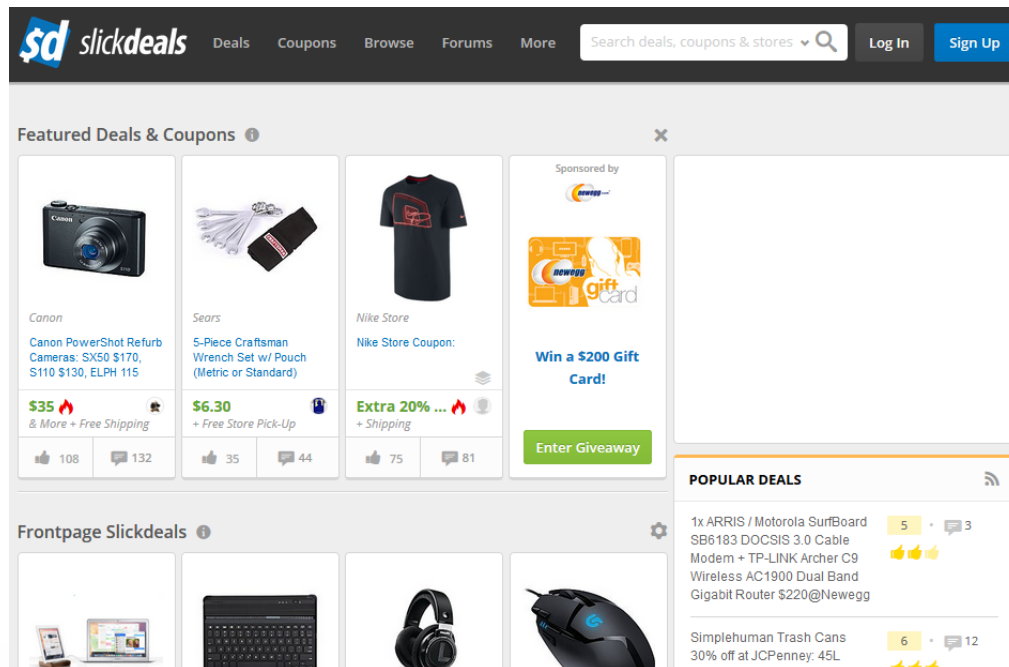 $d slickdeals Deals Coupons Browse Forums More Search deals, coupons & stores Log In Sign Up
Featured Deals & Coupons
Canon
Canon
Canon PowerShot Refurb
Cameras: SX50 $170,
S110 $130, ELPH 115
$35
& More + Free Shipping
108 132
Sears
5-Piece Craftsman
Wrench Set w/ Pouch
(Metric or Standard)
$6.30
+ Free Store Pick-Up
35 44
Nike Store
Nike Store Coupon:
Extra 20% ...
+ Shipping
75 81
Sponsored by
newegg
newegg
gift
card
Win a $200 Gift
Card!
Enter Giveaway
POPULAR DEALS
1x ARRIS / Motorola SurfBoard
SB6183 DOCSIS 3.0 Cable
Modem + TP-LINK Archer C9
Wireless AC1900 Dual Band
Gigabit Router $220@Newegg
5 • 3
Simplehuman Trash Cans
30% off at JCPenney: 45L
6 • 12
Frontpage Slickdeals